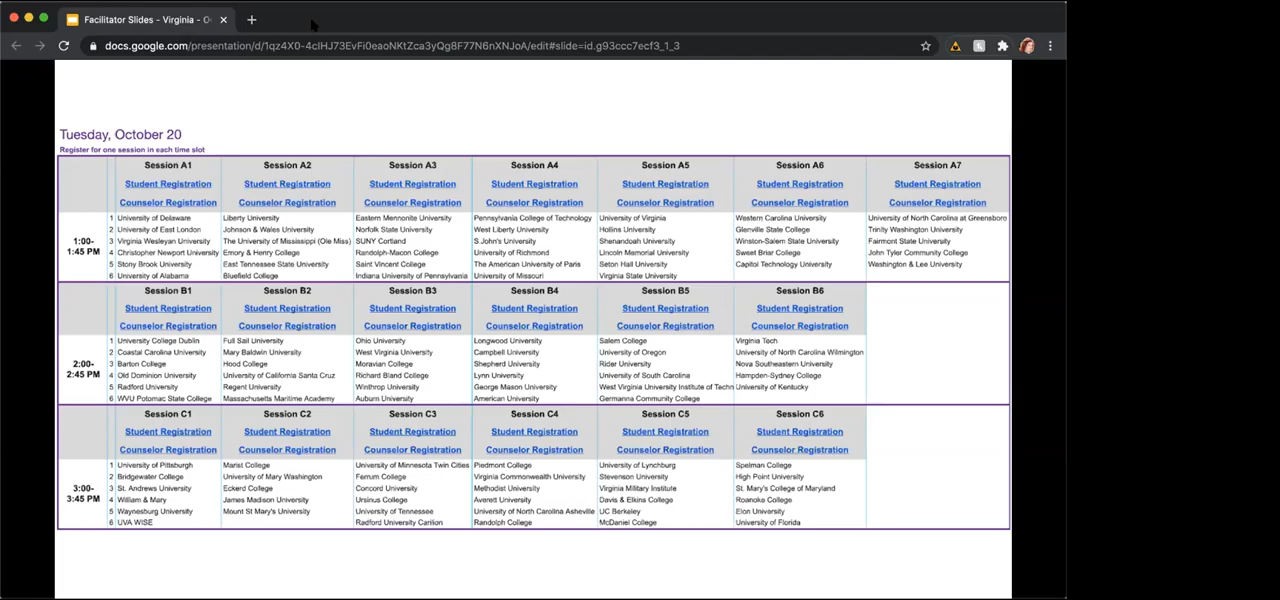 Facilitator Slides - Virginia - O
docs.google.com/presentation/d/1qz4X0-4cIHJ73EvFi0eaoNKtZca3yQg8F77N6nXNJoA/edit#slide=id.g93ccc7ecf3_1_3
Tuesday, October 20
Register for one session in each time slot
Session A1 Session A2 Session A3 Session A4 Session A5 Session A6 Session A7
Student Registration Student Registration Student Registration Student Registration Student Registration Student Registration Student Registration
Counselor Registration Counselor Registration Counselor Registration Counselor Registration Counselor Registration Counselor Registration Counselor Registration
1:00-
1:45 PM
1 University of Delaware Liberty University Eastern Mennonite University Pennsylvania College of Technology University of Virginia Western Carolina University University of North Carolina at Greensboro
2 University of East London Johnson & Wales University Norfolk State University West Liberty University Hollins University Glenville State College Trinity Washington University
3 Virginia Wesleyan University The University of Mississippi (Ole Miss) SUNY Cortland S.John's University Shenandoah University Winston-Salem State University Fairmont State University
4 Christopher Newport University Emory & Henry College Randolph-Macon College University of Richmond Lincoln Memorial University Sweet Briar College John Tyler Community College
5 Stony Brook University East Tennessee State University Saint Vincent College The American University of Paris Seton Hall University Capitol Technology University Washington & Lee University
6 University of Alabama Bluefield College Indiana University of Pennsylvania University of Missouri Virginia State University
Session B1 Session B2 Session B3 Session B4 Session B5 Session B6
Student Registration Student Registration Student Registration Student Registration Student Registration Student Registration
Counselor Registration Counselor Registration Counselor Registration Counselor Registration Counselor Registration Counselor Registration
2:00-
2:45 PM
1 University College Dublin Full Sail University Ohio University Longwood University Salem College Virginia Tech
2 Coastal Carolina University Mary Baldwin University West Virginia University Campbell University University of Oregon University of North Carolina Wilmington
3 Barton College Hood College Moravian College Shepherd University Rider University Nova Southeastern University
4 Old Dominion University University of California Santa Cruz Richard Bland College Lynn University University of South Carolina Hampden-Sydney College
5 Radford University Regent University Winthrop University George Mason University West Virginia University Institute of Techn University of Kentucky
6 WVU Potomac State College Massachusetts Maritime Academy Auburn University American University Germanna Community College
Session C1 Session C2 Session C3 Session C4 Session C5 Session C6
Student Registration Student Registration Student Registration Student Registration Student Registration Student Registration
Counselor Registration Counselor Registration Counselor Registration Counselor Registration Counselor Registration Counselor Registration
3:00-
3:45 PM
1 University of Pittsburgh Marist College University of Minnesota Twin Cities Piedmont College University of Lynchburg Spelman College
2 Bridgewater College University of Mary Washington Ferrum College Virginia Commonwealth University Stevenson University High Point University
3 St. Andrews University Eckerd College Concord University Methodist University Virginia Military Institute St. Mary's College of Maryland
4 William & Mary James Madison University Ursinus College Averett University Davis & Elkins College Roanoke College
5 Waynesburg University Mount St Mary's University University of Tennessee University of North Carolina Asheville UC Berkeley Elon University
6 UVA WISE Radford University Carilion Randolph College McDaniel College University of Florida